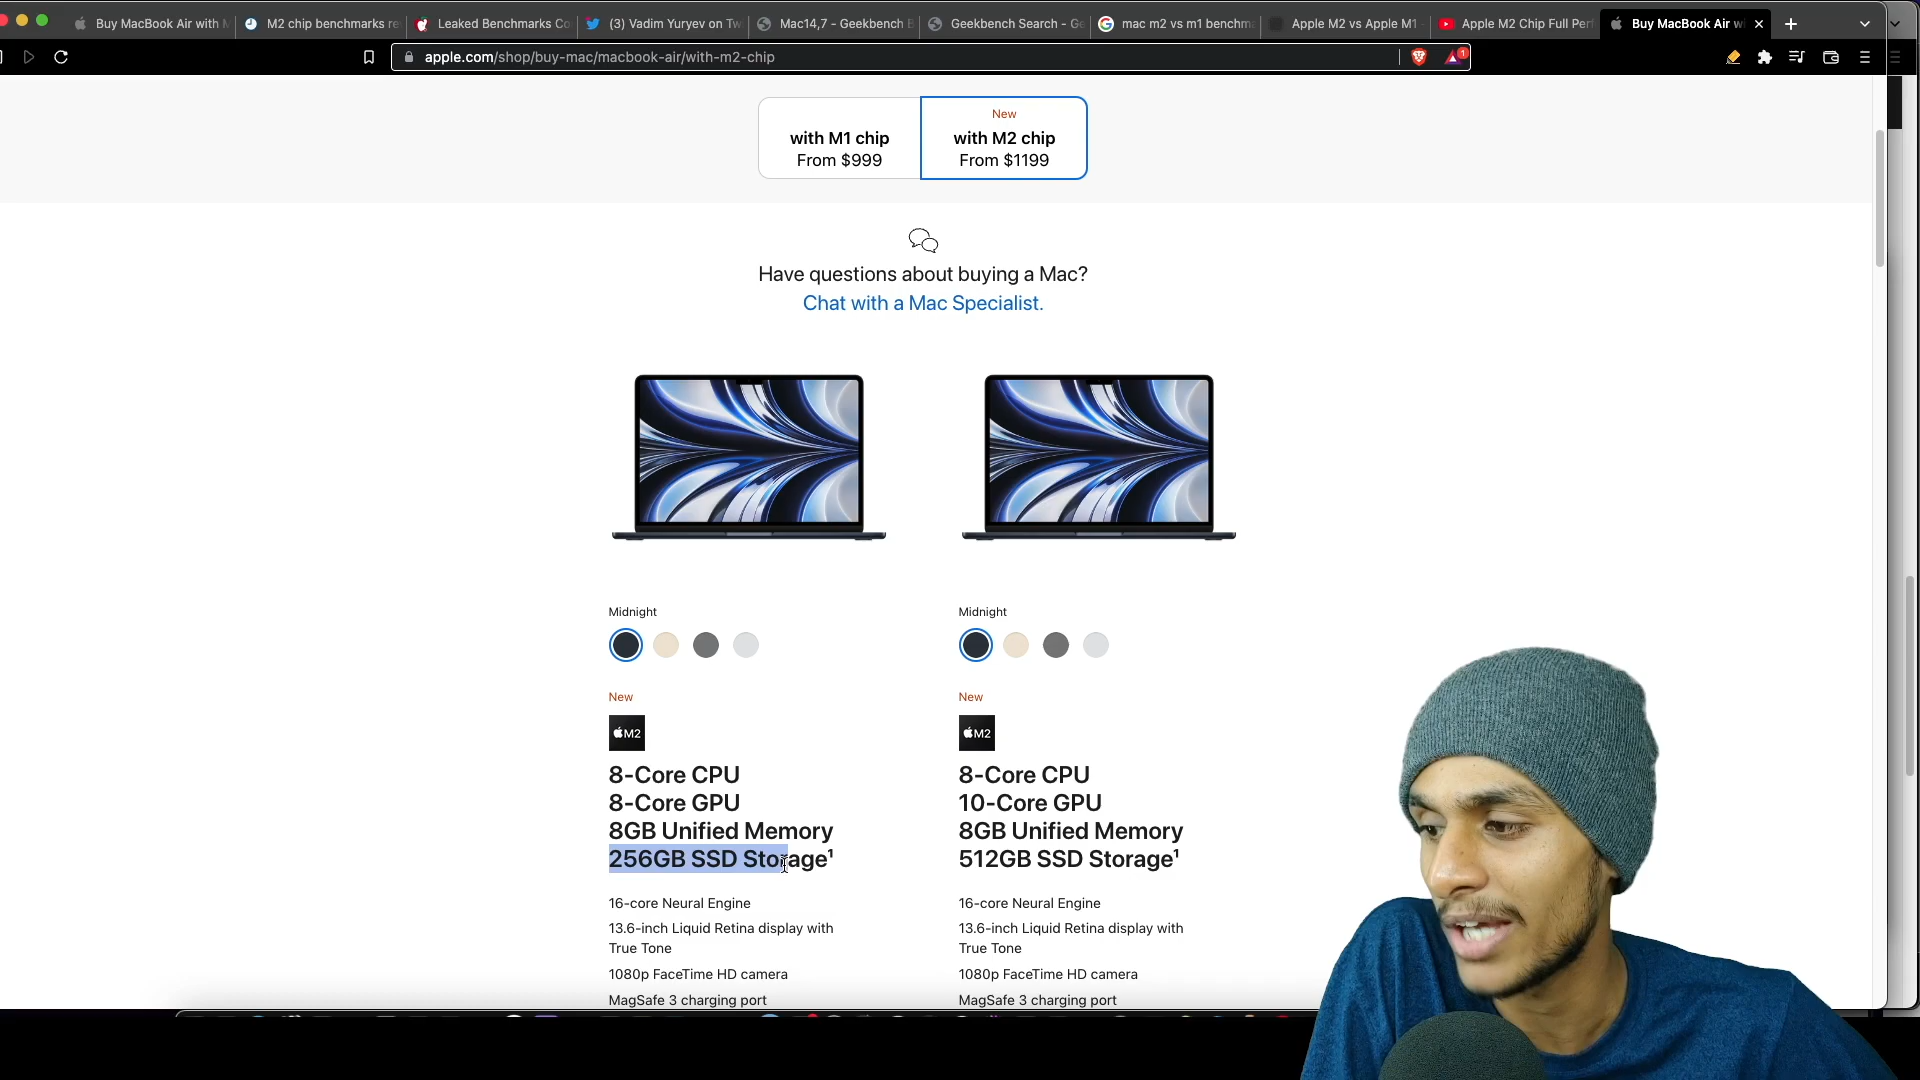 Buy MacBook Air with M
M2 chip benchmarks re
Leaked Benchmarks Co
(3) Vadim Yuryev on Tw
Mac14,7 - Geekbench B
Geekbench Search - Ge
mac m2 vs m1 benchma
Apple M2 vs Apple M1
Apple M2 Chip Full Perf
Buy MacBook Air wi
apple.com/shop/buy-mac/macbook-air/with-m2-chip
1
with M1 chip
From $999
New
with M2 chip
From $1199
Have questions about buying a Mac?
Chat with a Mac Specialist.
Midnight
New
M2
8-Core CPU
8-Core GPU
8GB Unified Memory
256GB SSD Storage¹
16-core Neural Engine
13.6-inch Liquid Retina display with
True Tone
1080p FaceTime HD camera
MagSafe 3 charging port
Midnight
New
M2
8-Core CPU
10-Core GPU
8GB Unified Memory
512GB SSD Storage¹
16-core Neural Engine
13.6-inch Liquid Retina display with
True Tone
1080p FaceTime HD camera
MagSafe 3 charging port